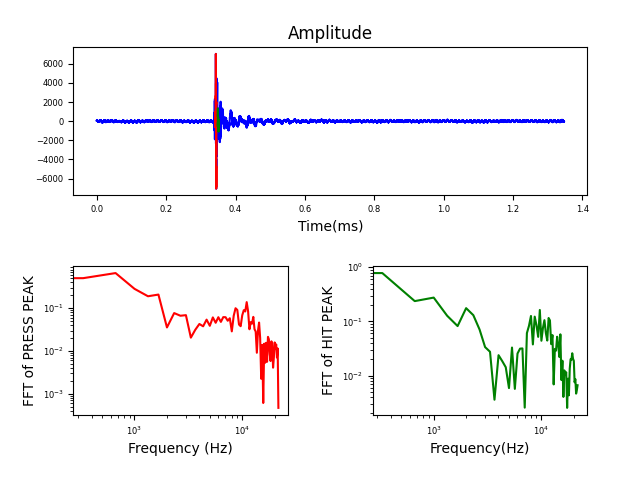 Amplitude
6000
4000
2000
0
−2000
−4000
−6000
0.0 0.2 0.4 0.6 0.8 1.0 1.2 1.4
Time(ms)
FFT of PRESS PEAK
10⁻¹
10⁻²
10⁻³
10³ 10⁴
Frequency (Hz)
FFT of HIT PEAK
10⁰
10⁻¹
10⁻²
10³ 10⁴
Frequency(Hz)